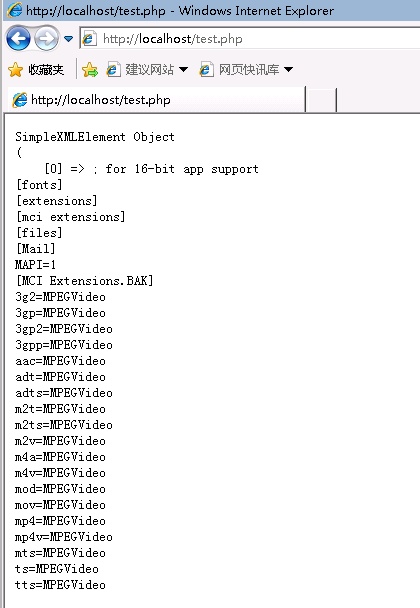 http://localhost/test.php - Windows Internet Explorer
http://localhost/test.php
收藏夹 建议网站 网页快讯库
http://localhost/test.php
SimpleXMLElement Object
(
[0] => ; for 16-bit app support
[fonts]
[extensions]
[mci extensions]
[files]
[Mail]
MAPI=1
[MCI Extensions.BAK]
3g2=MPEGVideo
3gp=MPEGVideo
3gp2=MPEGVideo
3gpp=MPEGVideo
aac=MPEGVideo
adt=MPEGVideo
adts=MPEGVideo
m2t=MPEGVideo
m2ts=MPEGVideo
m2v=MPEGVideo
m4a=MPEGVideo
m4v=MPEGVideo
mod=MPEGVideo
mov=MPEGVideo
mp4=MPEGVideo
mp4v=MPEGVideo
mts=MPEGVideo
ts=MPEGVideo
tts=MPEGVideo